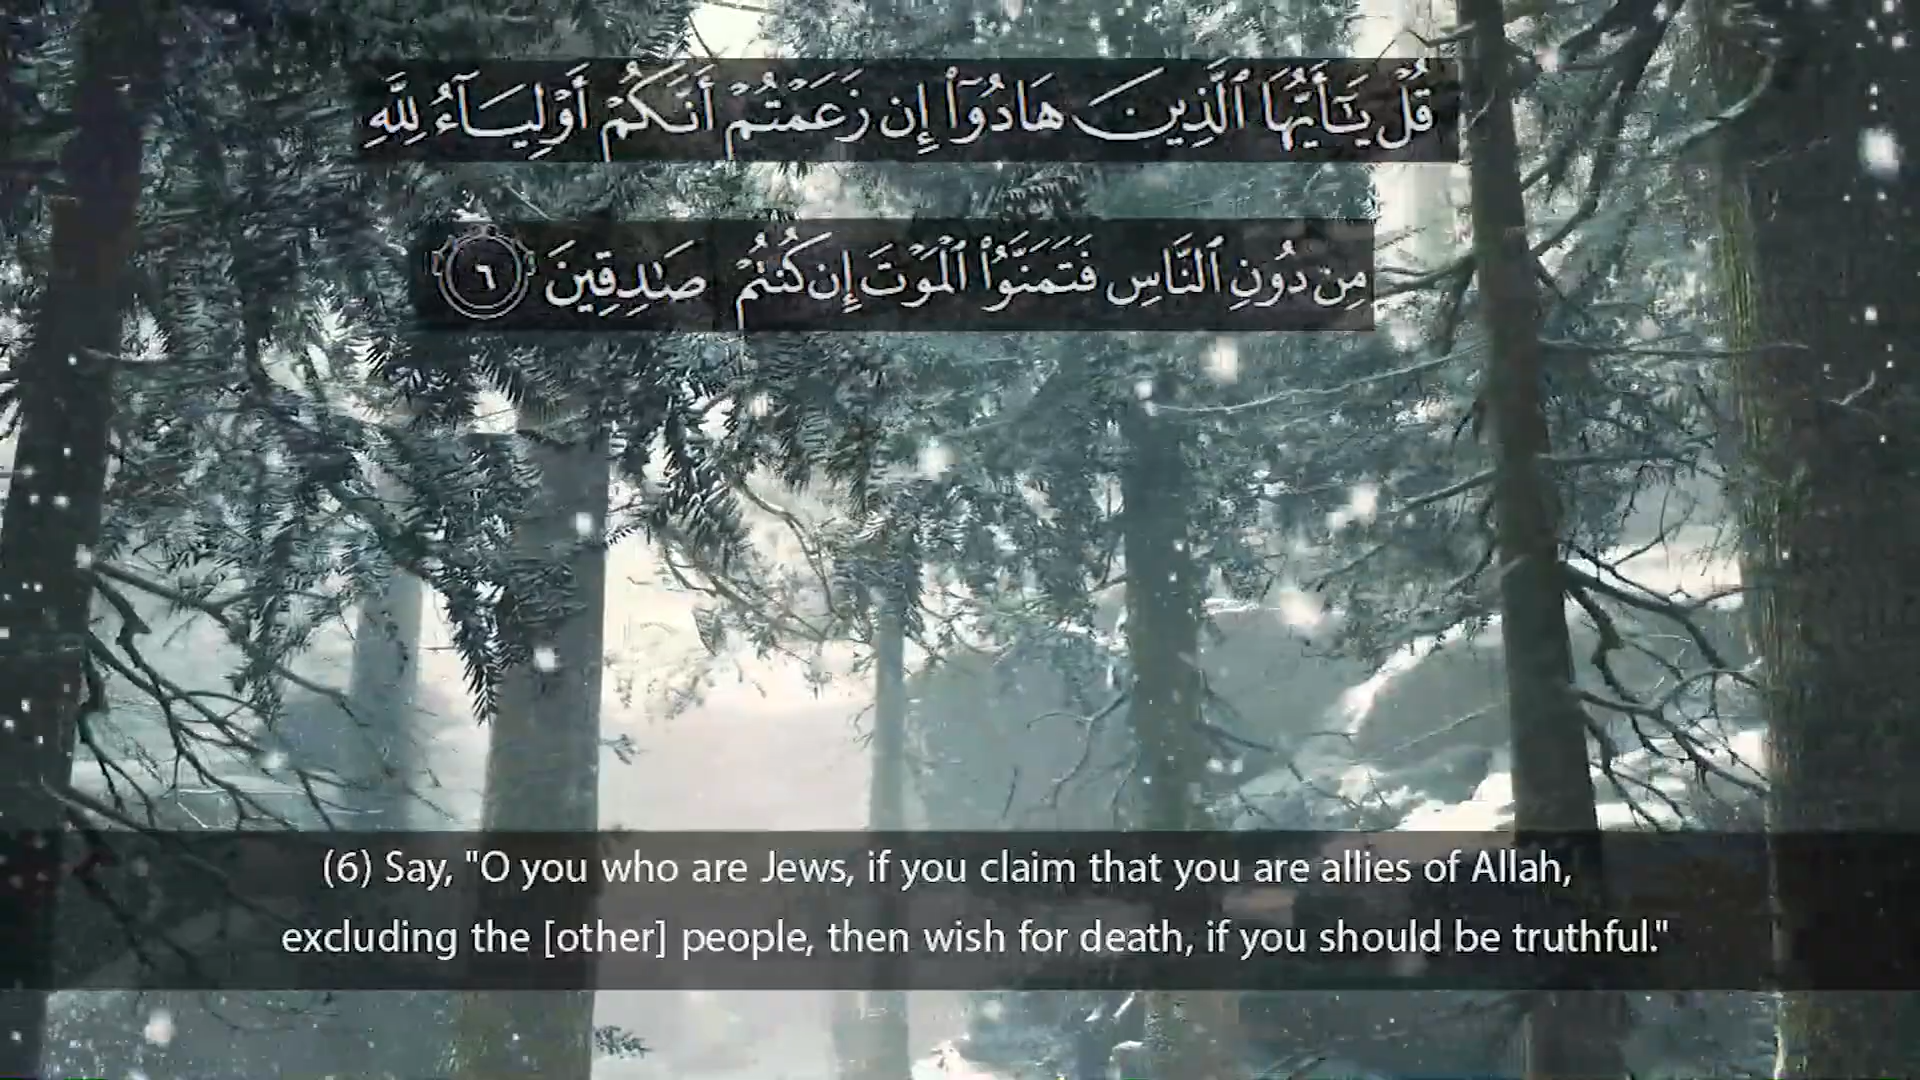 قُلْ يَـٰٓأَيُّهَا ٱلَّذِينَ هَادُوٓا۟ إِن زَعَمْتُمْ أَنَّكُمْ أَوْلِيَآءُ لِلَّهِ
مِن دُونِ ٱلنَّاسِ فَتَمَنَّوُا۟ ٱلْمَوْتَ إِن كُنتُمْ صَـٰدِقِينَ ٦
(6) Say, "O you who are Jews, if you claim that you are allies of Allah,
excluding the [other] people, then wish for death, if you should be truthful."